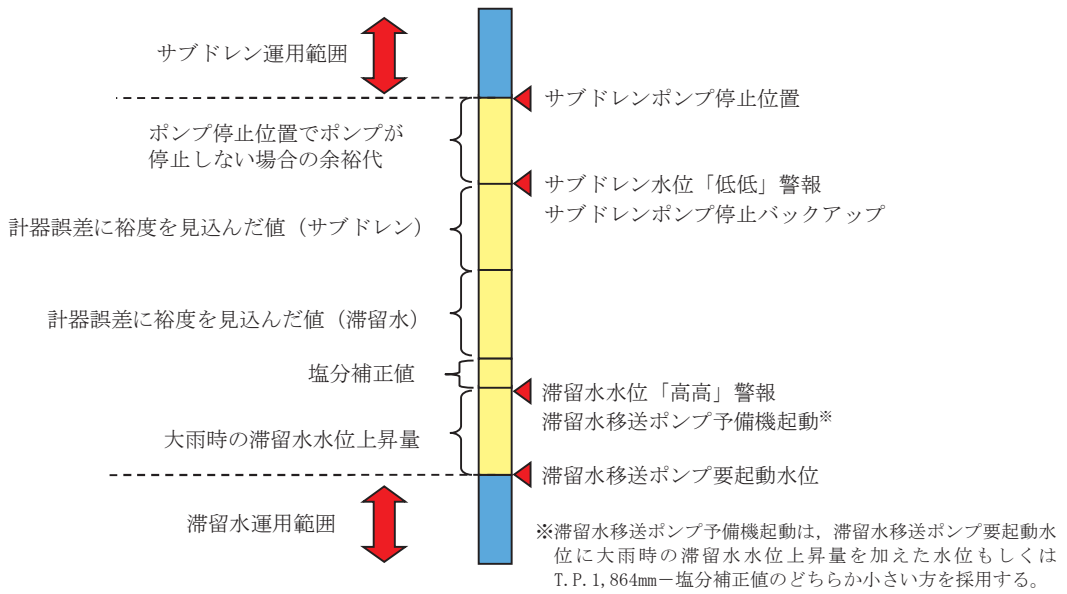 サブドレン運用範囲
サブドレンポンプ停止位置
ポンプ停止位置でポンプが
停止しない場合の余裕代
サブドレン水位「低低」警報
サブドレンポンプ停止バックアップ
計器誤差に裕度を見込んだ値（サブドレン）
計器誤差に裕度を見込んだ値（滞留水）
塩分補正値
滞留水水位「高高」警報
滞留水移送ポンプ予備機起動※
大雨時の滞留水水位上昇量
滞留水移送ポンプ要起動水位
滞留水運用範囲
※滞留水移送ポンプ予備機起動は，滞留水移送ポンプ要起動水
位に大雨時の滞留水水位上昇量を加えた水位もしくは
T.P.1,864mm－塩分補正値のどちらか小さい方を採用する。